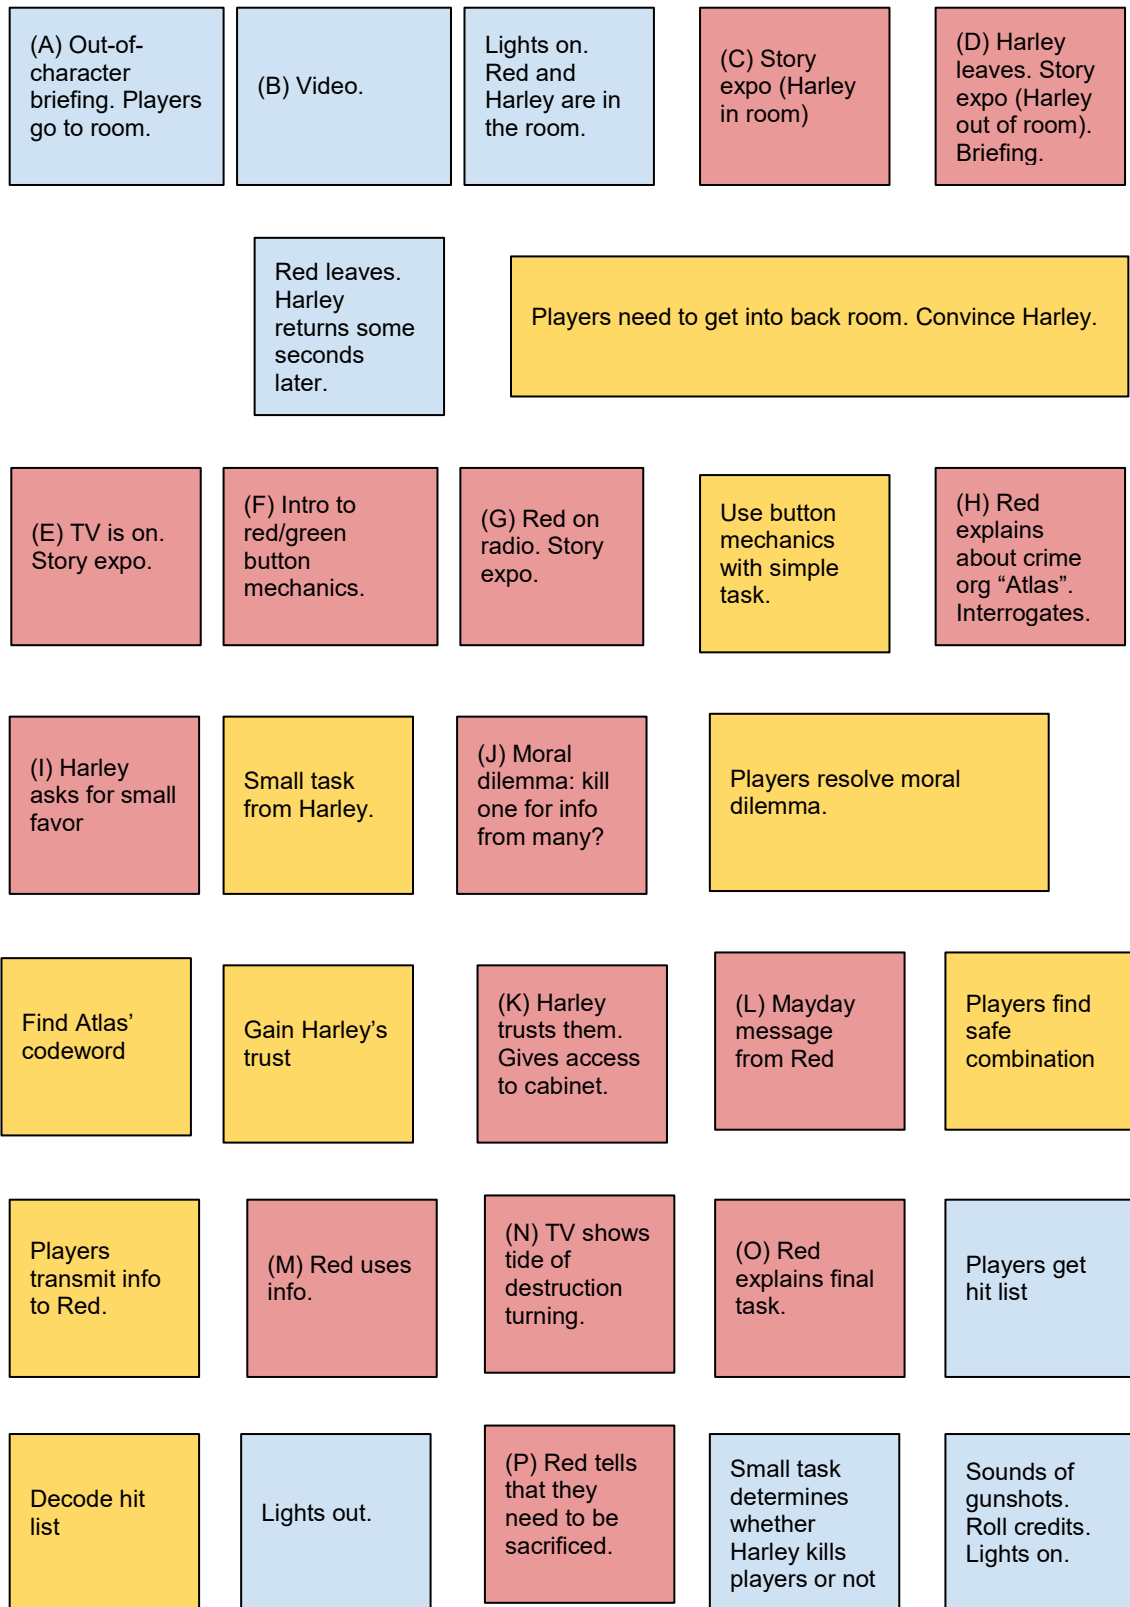 (A) Out-of-
character
briefing. Players
go to room.
(B) Video.
Lights on.
Red and
Harley are in
the room.
(C) Story
expo (Harley
in room)
(D) Harley
leaves. Story
expo (Harley
out of room).
Briefing.
Red leaves.
Harley
returns some
seconds
later.
Players need to get into back room. Convince Harley.
(E) TV is on.
Story expo.
(F) Intro to
red/green
button
mechanics.
(G) Red on
radio. Story
expo.
Use button
mechanics
with simple
task.
(H) Red
explains
about crime
org “Atlas”.
Interrogates.
(I) Harley
asks for small
favor
Small task
from Harley.
(J) Moral
dilemma: kill
one for info
from many?
Players resolve moral
dilemma.
Find Atlas’
codeword
Gain Harley’s
trust
(K) Harley
trusts them.
Gives access
to cabinet.
(L) Mayday
message
from Red
Players find
safe
combination
Players
transmit info
to Red.
(M) Red uses
info.
(N) TV shows
tide of
destruction
turning.
(O) Red
explains final
task.
Players get
hit list
Decode hit
list
Lights out.
(P) Red tells
that they
need to be
sacrificed.
Small task
determines
whether
Harley kills
players or not
Sounds of
gunshots.
Roll credits.
Lights on.